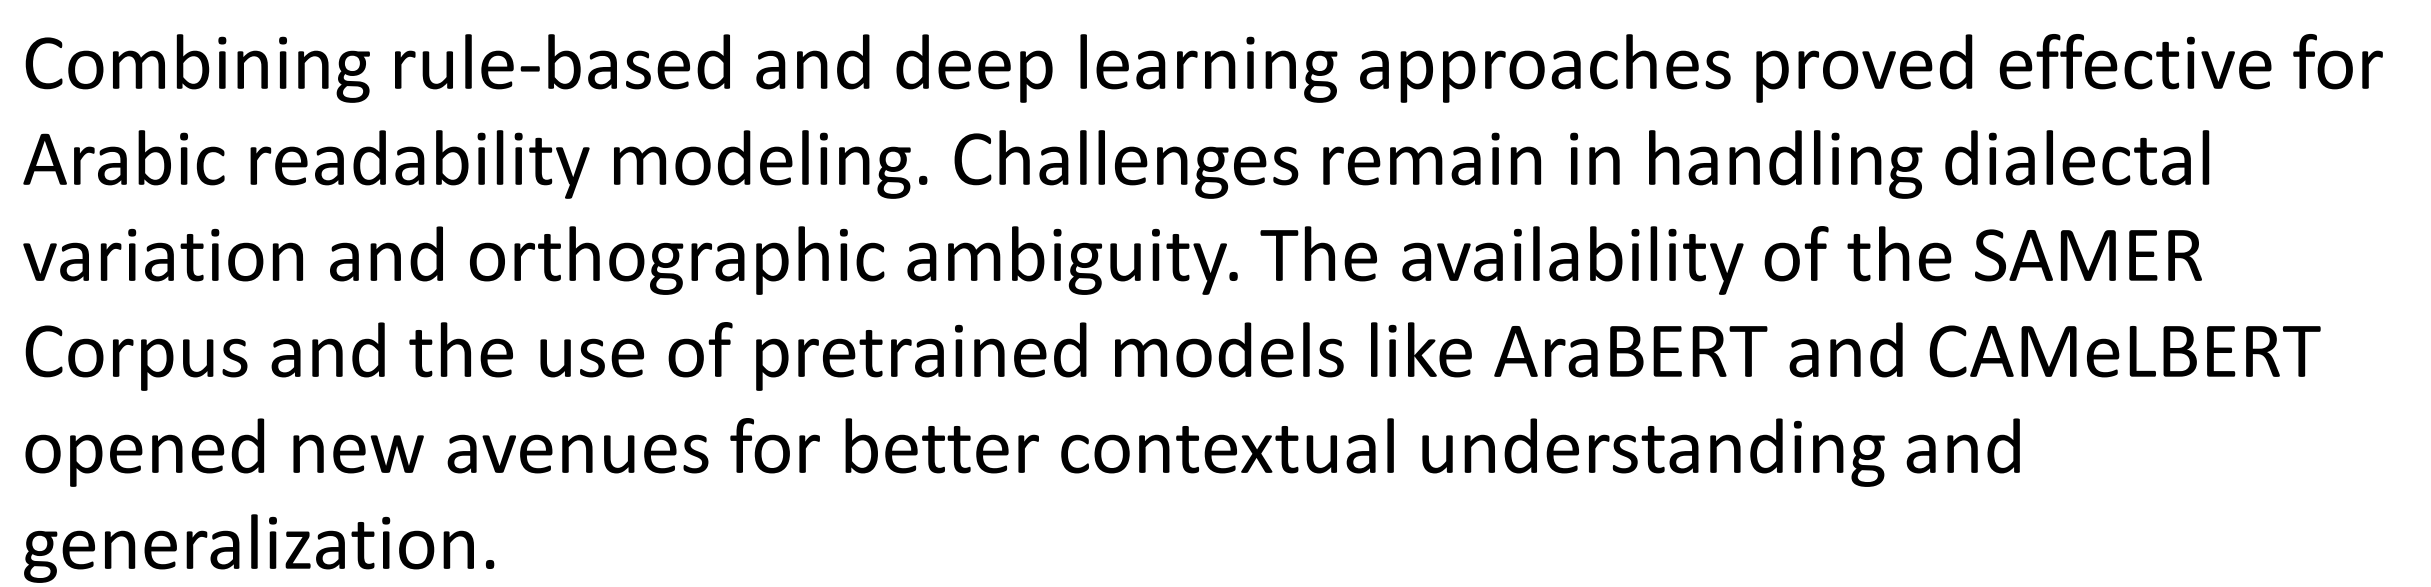 Combining rule-based and deep learning approaches proved effective for
Arabic readability modeling. Challenges remain in handling dialectal
variation and orthographic ambiguity. The availability of the SAMER
Corpus and the use of pretrained models like AraBERT and CAMeLBERT
opened new avenues for better contextual understanding and
generalization.